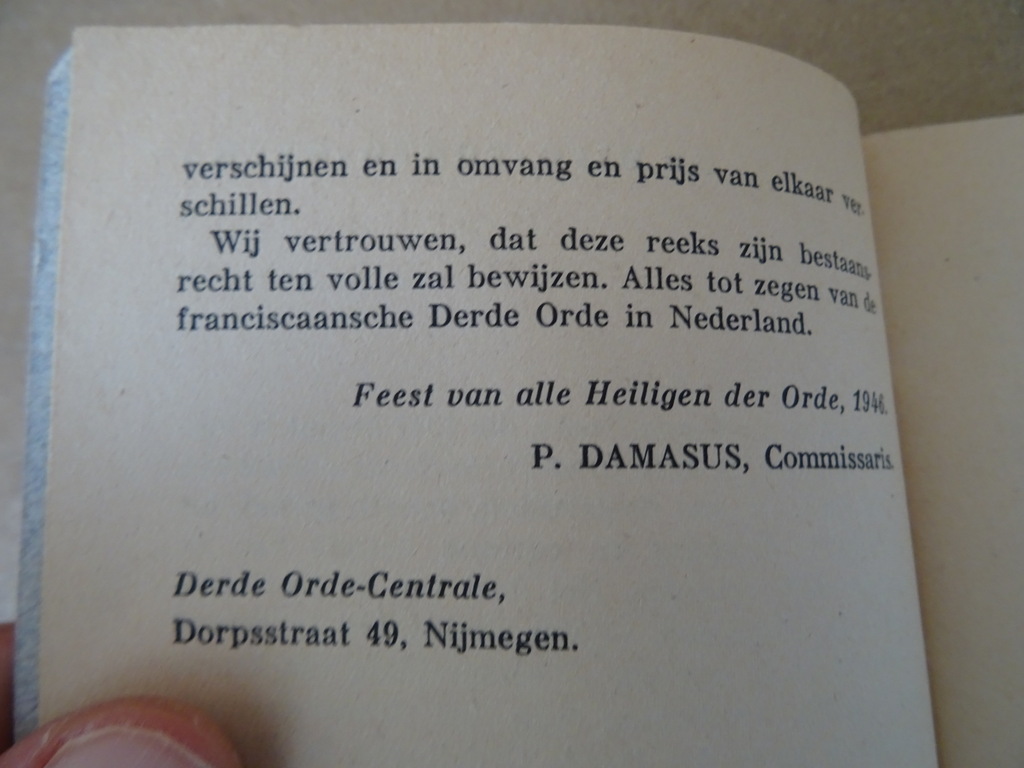 verschijnen en in omvang en prijs van elkaar ver-
schillen.
Wij vertrouwen, dat deze reeks zijn bestaans-
recht ten volle zal bewijzen. Alles tot zegen van de
franciscaansche Derde Orde in Nederland.
Feest van alle Heiligen der Orde, 1946.
P. DAMASUS, Commissaris.
Derde Orde-Centrale,
Dorpsstraat 49, Nijmegen.